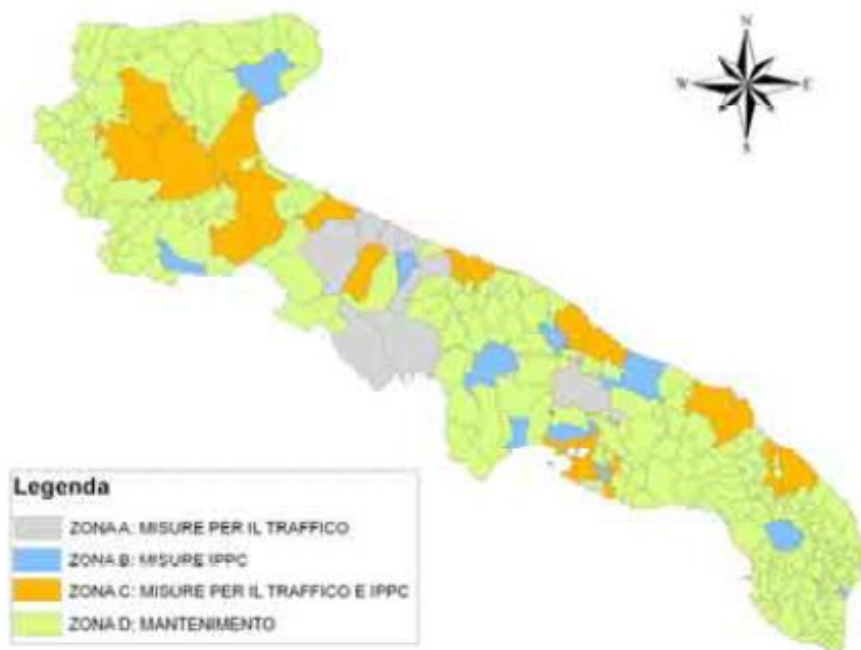 N
W E
S
Legenda
ZONA A: MISURE PER IL TRAFFICO
ZONA B: MISURE IPPC
ZONA C: MISURE PER IL TRAFFICO E IPPC
ZONA D: MANTENIMENTO